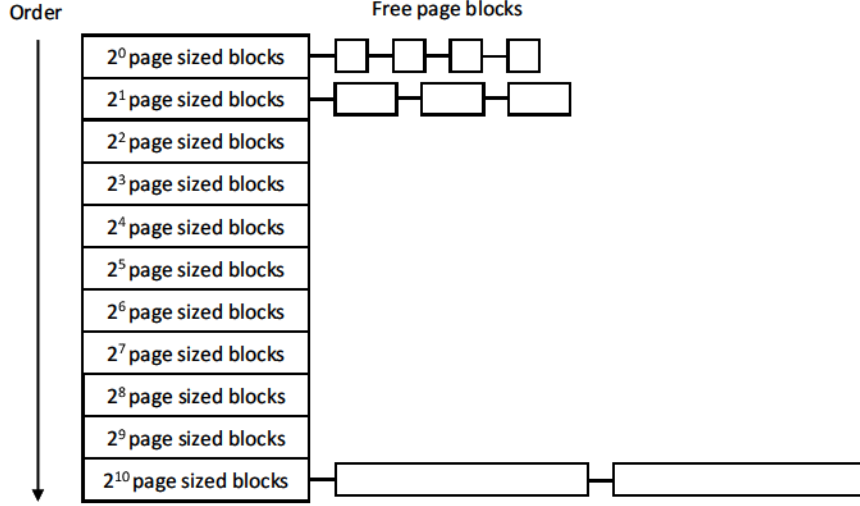 Order
Free page blocks
2⁰ page sized blocks
2¹ page sized blocks
2² page sized blocks
2³ page sized blocks
2⁴ page sized blocks
2⁵ page sized blocks
2⁶ page sized blocks
2⁷ page sized blocks
2⁸ page sized blocks
2⁹ page sized blocks
2¹⁰ page sized blocks